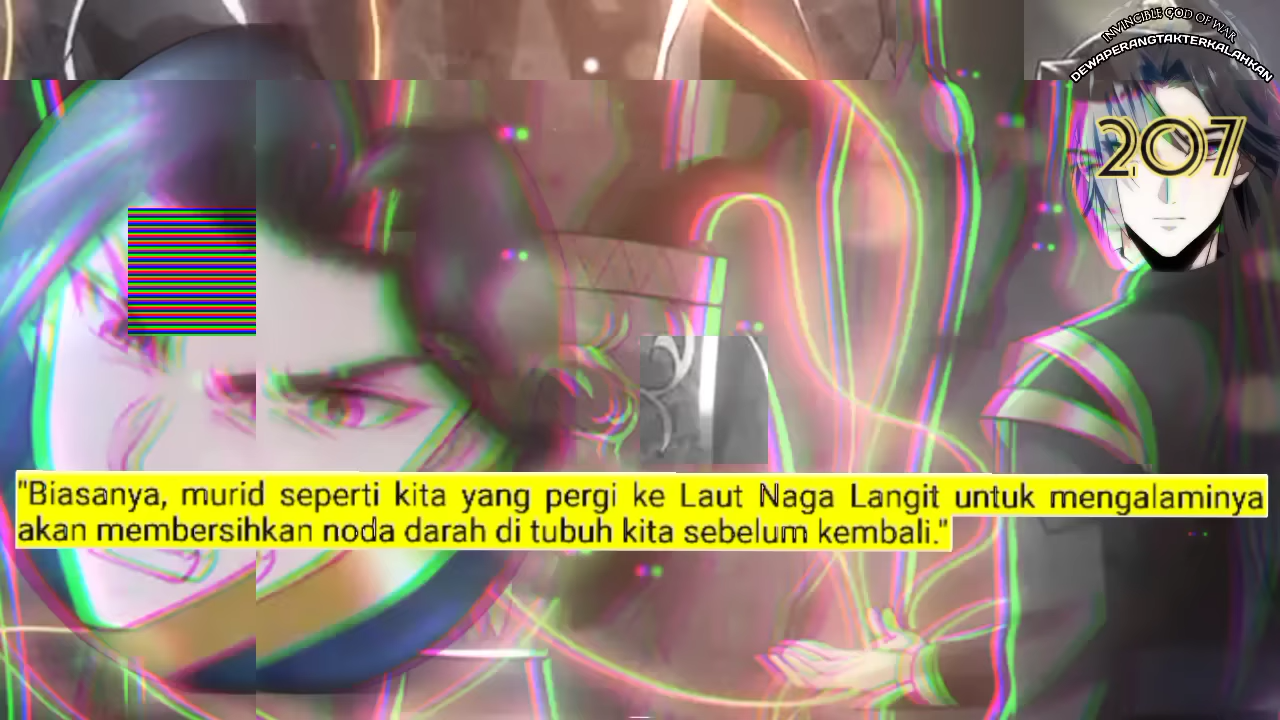 INVINCIBLE GOD OF WAR
DEWAPERANGTAKTERKALAHKAN
207
"Biasanya, murid seperti kita yang pergi ke Laut Naga Langit untuk mengalaminya
akan membersihkan noda darah di tubuh kita sebelum kembali."